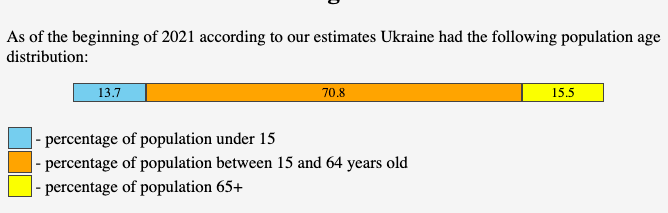 As of the beginning of 2021 according to our estimates Ukraine had the following population age
distribution:
13.7 70.8 15.5
- percentage of population under 15
- percentage of population between 15 and 64 years old
- percentage of population 65+